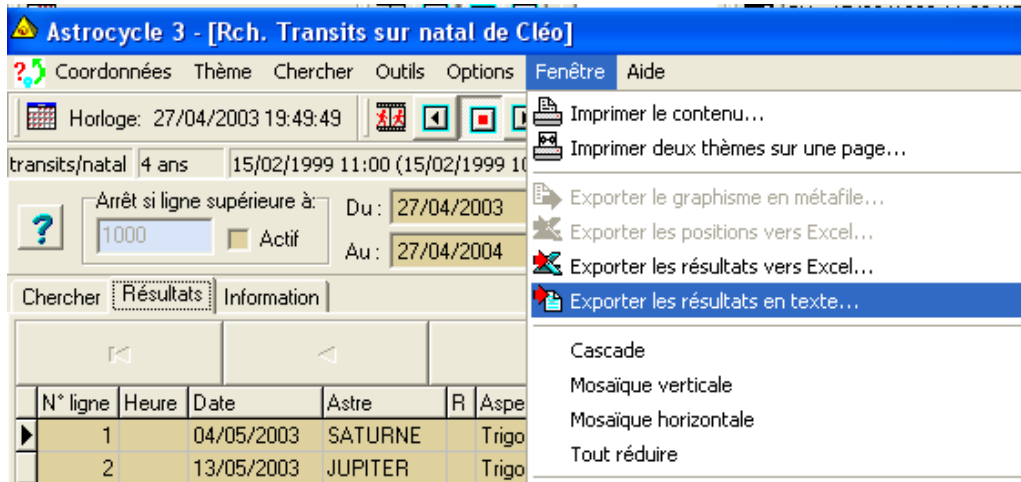 Astrocycle 3 - [Rch. Transits sur natal de Cléo]
Coordonnées Thème Chercher Outils Options Fenêtre Aide
Horloge: 27/04/2003 19:49:49
Imprimer le contenu...
Imprimer deux thèmes sur une page...
transits/natal 4 ans 15/02/1999 11:00 (15/02/1999
Exporter le graphisme en métafile...
Exporter les positions vers Excel...
Exporter les résultats vers Excel...
Exporter les résultats en texte...
Arrêt si ligne supérieure à:
1000 Actif
Du : 27/04/2003
Au : 27/04/2004
Chercher Résultats Information
Cascade
Mosaïque verticale
Mosaïque horizontale
Tout réduire
N° ligne Heure Date Astre R Aspe
1 04/05/2003 SATURNE Trigo
2 13/05/2003 JUPITER Trigo